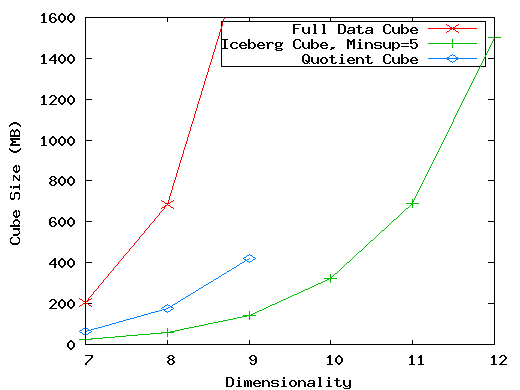 1600
Full Data Cube
Iceberg Cube, Minsup=5
Quotient Cube
1400
1200
1000
800
600
400
200
0
Cube Size (MB)
7 8 9 10 11 12
Dimensionality